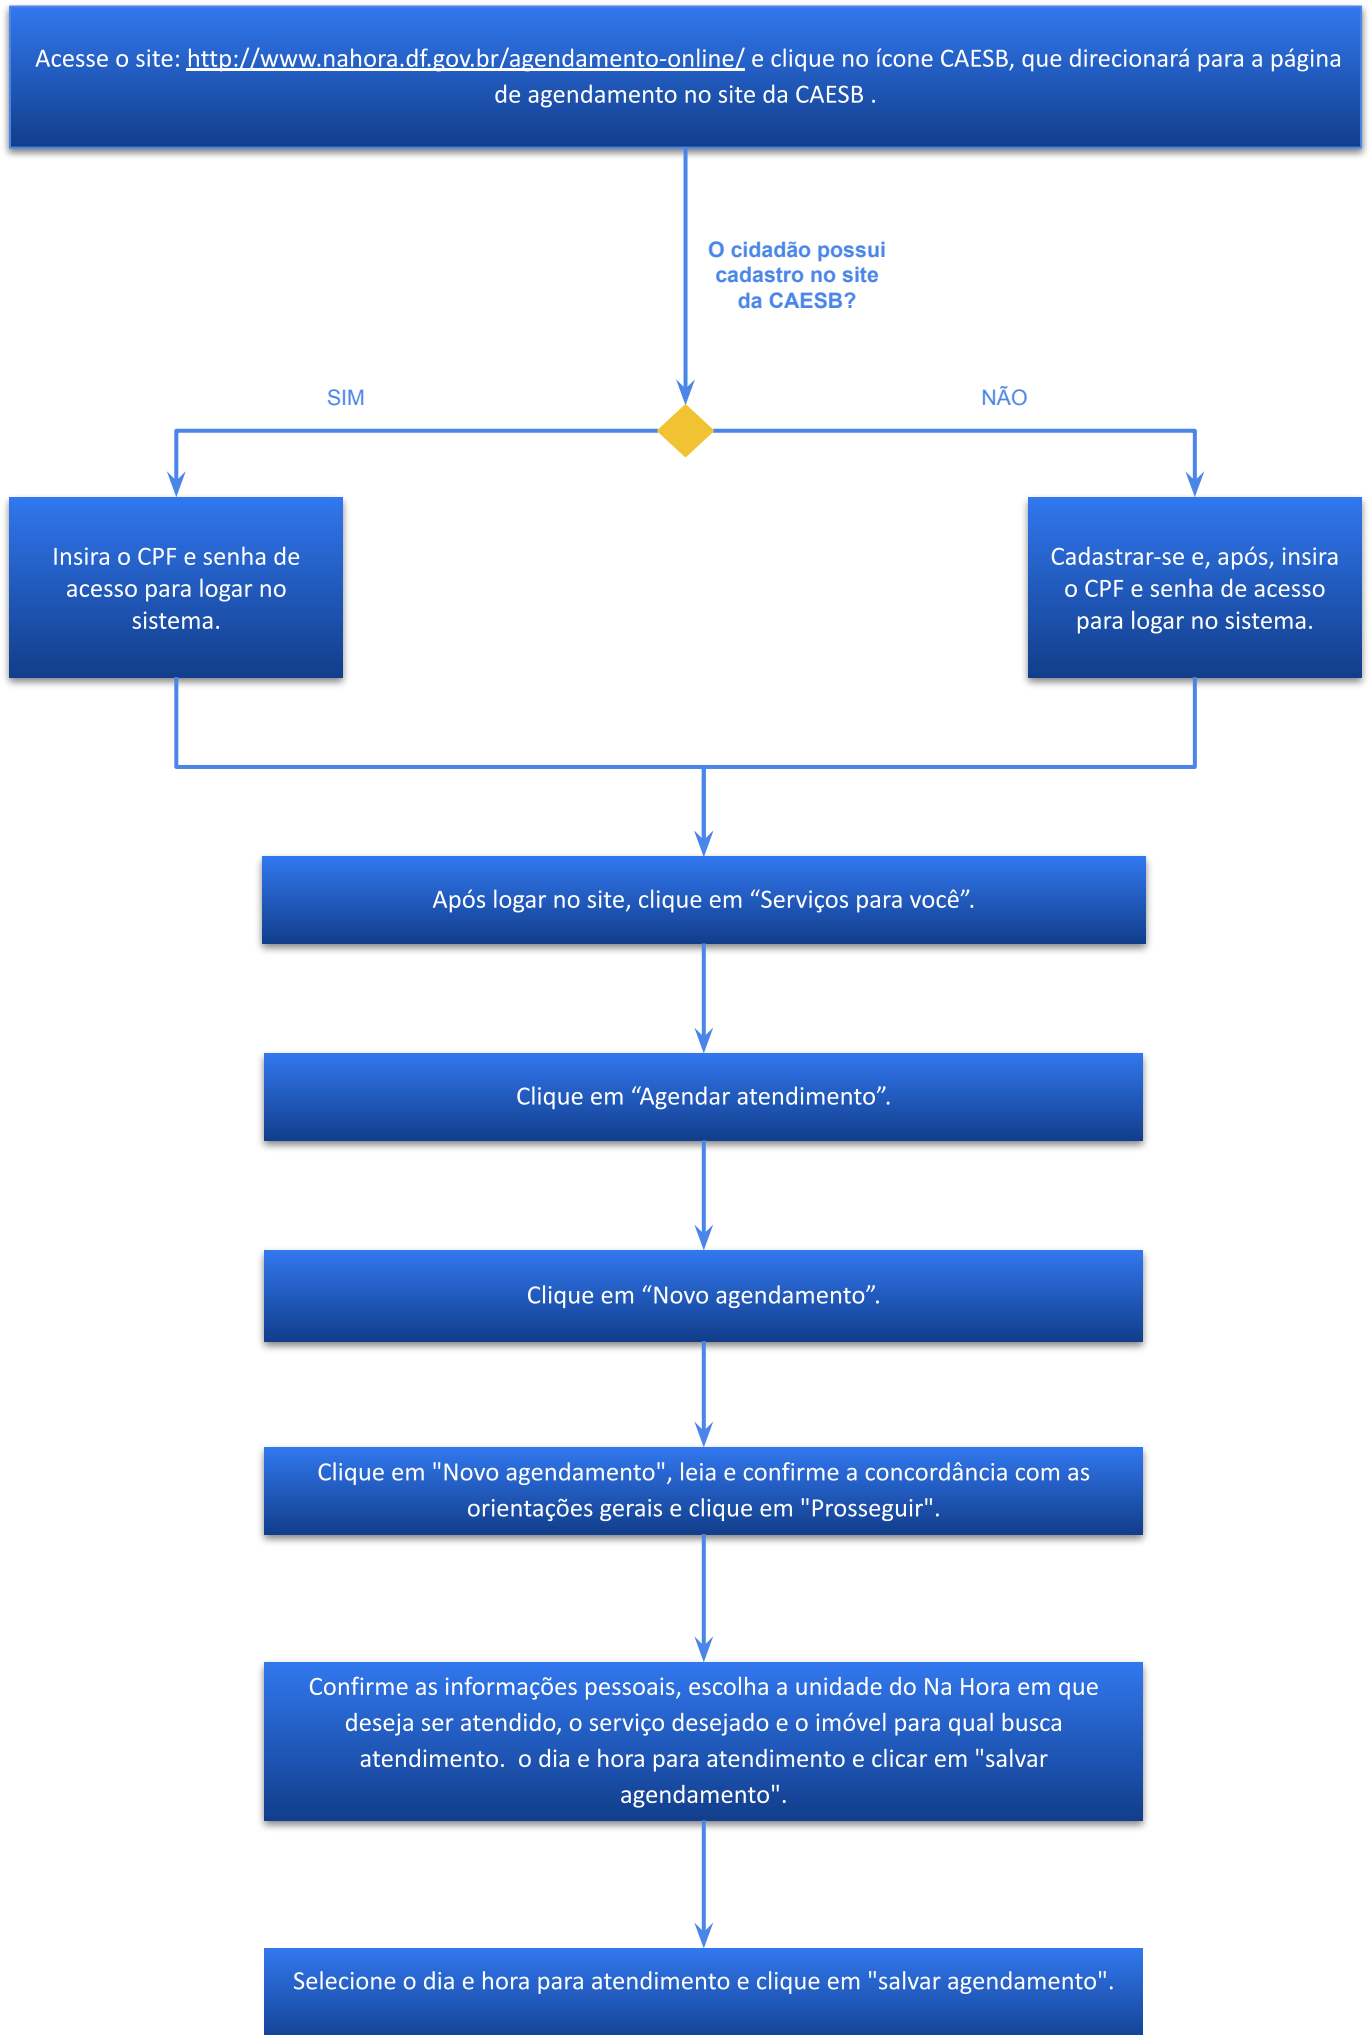 Acesse o site: http://www.nahora.df.gov.br/agendamento-online/ e clique no ícone CAESB, que direcionará para a página
de agendamento no site da CAESB .
O cidadão possui
cadastro no site
da CAESB?
SIM
NÃO
Insira o CPF e senha de
acesso para logar no
sistema.
Cadastrar-se e, após, insira
o CPF e senha de acesso
para logar no sistema.
Após logar no site, clique em “Serviços para você”.
Clique em “Agendar atendimento”.
Clique em “Novo agendamento”.
Clique em "Novo agendamento", leia e confirme a concordância com as
orientações gerais e clique em "Prosseguir".
Confirme as informações pessoais, escolha a unidade do Na Hora em que
deseja ser atendido, o serviço desejado e o imóvel para qual busca
atendimento.  o dia e hora para atendimento e clicar em "salvar
agendamento".
Selecione o dia e hora para atendimento e clique em "salvar agendamento".